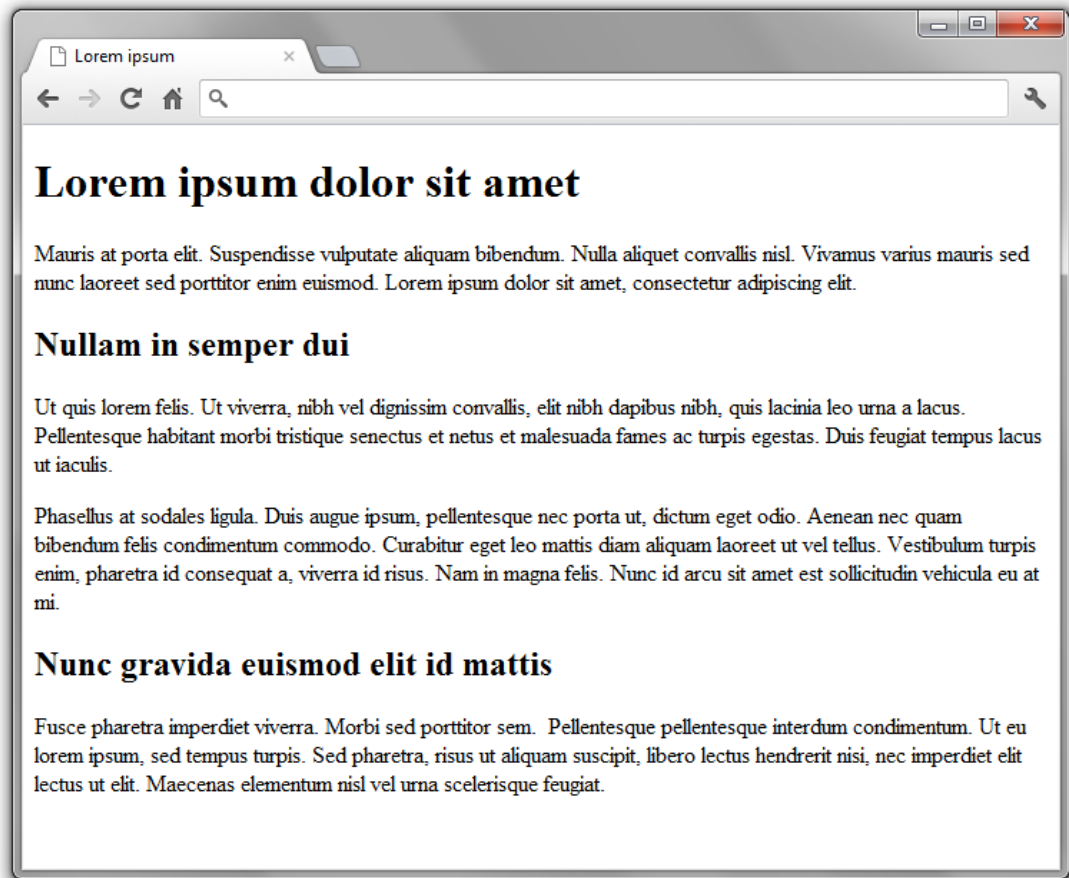 Lorem ipsum
Lorem ipsum dolor sit amet
Mauris at porta elit. Suspendisse vulputate aliquam bibendum. Nulla aliquet convallis nisl. Vivamus varius mauris sed
nunc laoreet sed porttitor enim euismod. Lorem ipsum dolor sit amet, consectetur adipiscing elit.
Nullam in semper dui
Ut quis lorem felis. Ut viverra, nibh vel dignissim convallis, elit nibh dapibus nibh, quis lacinia leo urna a lacus.
Pellentesque habitant morbi tristique senectus et netus et malesuada fames ac turpis egestas. Duis feugiat tempus lacus
ut iaculis.
Phasellus at sodales ligula. Duis augue ipsum, pellentesque nec porta ut, dictum eget odio. Aenean nec quam
bibendum felis condimentum commodo. Curabitur eget leo mattis diam aliquam laoreet ut vel tellus. Vestibulum turpis
enim, pharetra id consequat a, viverra id risus. Nam in magna felis. Nunc id arcu sit amet est sollicitudin vehicula eu at
mi.
Nunc gravida euismod elit id mattis
Fusce pharetra imperdiet viverra. Morbi sed porttitor sem.  Pellentesque pellentesque interdum condimentum. Ut eu
lorem ipsum, sed tempus turpis. Sed pharetra, risus ut aliquam suscipit, libero lectus hendrerit nisi, nec imperdiet elit
lectus ut elit. Maecenas elementum nisl vel urna scelerisque feugiat.